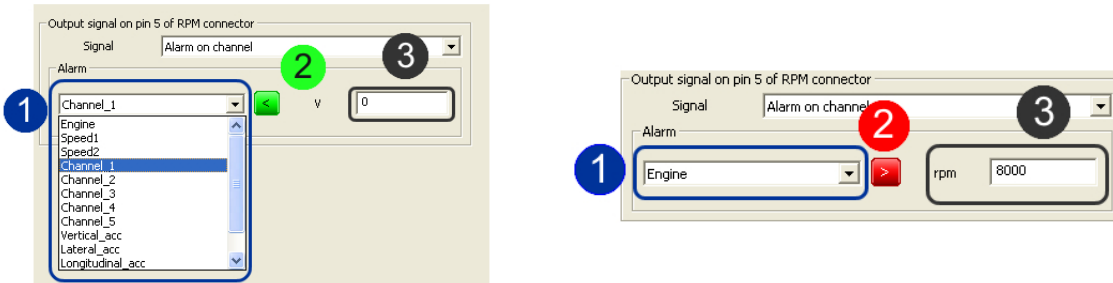 Output signal on pin 5 of RPM connector
Signal Alarm on channel
Alarm
Channel_1 < V 0
Engine
Speed1
Speed2
Channel_1
Channel_2
Channel_3
Channel_4
Channel_5
Vertical_acc
Lateral_acc
Longitudinal_acc
1
2
3
Output signal on pin 5 of RPM connector
Signal Alarm on channel
Alarm
Engine > rpm 8000
1
2
3